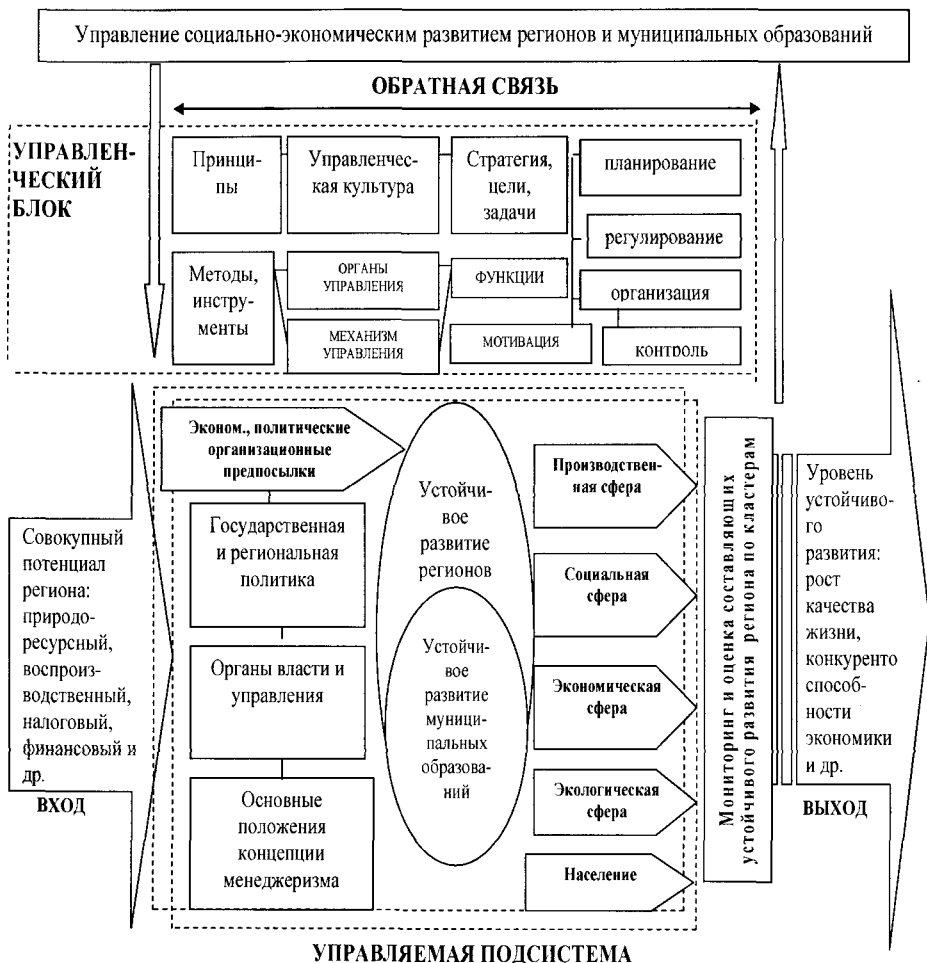 Управление социально-экономическим развитием регионов и муниципальных образований
ОБРАТНАЯ СВЯЗЬ
УПРАВЛЕН-
ЧЕСКИЙ
БЛОК
Принци-
пы
Управленчес-
кая культура
Стратегия,
цели,
задачи
планирование
регулирование
Методы,
инстру-
менты
ОРГАНЫ
УПРАВЛЕНИЯ
ФУНКЦИИ
организация
МЕХАНИЗМ
УПРАВЛЕНИЯ
МОТИВАЦИЯ
контроль
Совокупный
потенциал
региона:
природо-
ресурсный,
воспроиз-
водственный,
налоговый,
финансовый и
др.
ВХОД
Эконом., политические
организационные
предпосылки
Государственная
и региональная
политика
Органы власти и
управления
Основные
положения
концепции
менеджеризма
Устойчи-
вое
развитие
регионов
Устойчи-
вое
развитие
муници-
пальных
образова-
ний
Производствен-
ная сфера
Социальная
сфера
Экономическая
сфера
Экологическая
сфера
Население
Мониторинг и оценка составляющих
устойчивого развития региона по кластерам
Уровень
устойчиво
го
развития:
рост
качества
жизни,
конкуренто
способ-
ности
экономики
и др.
ВЫХОД
УПРАВЛЯЕМАЯ ПОДСИСТЕМА